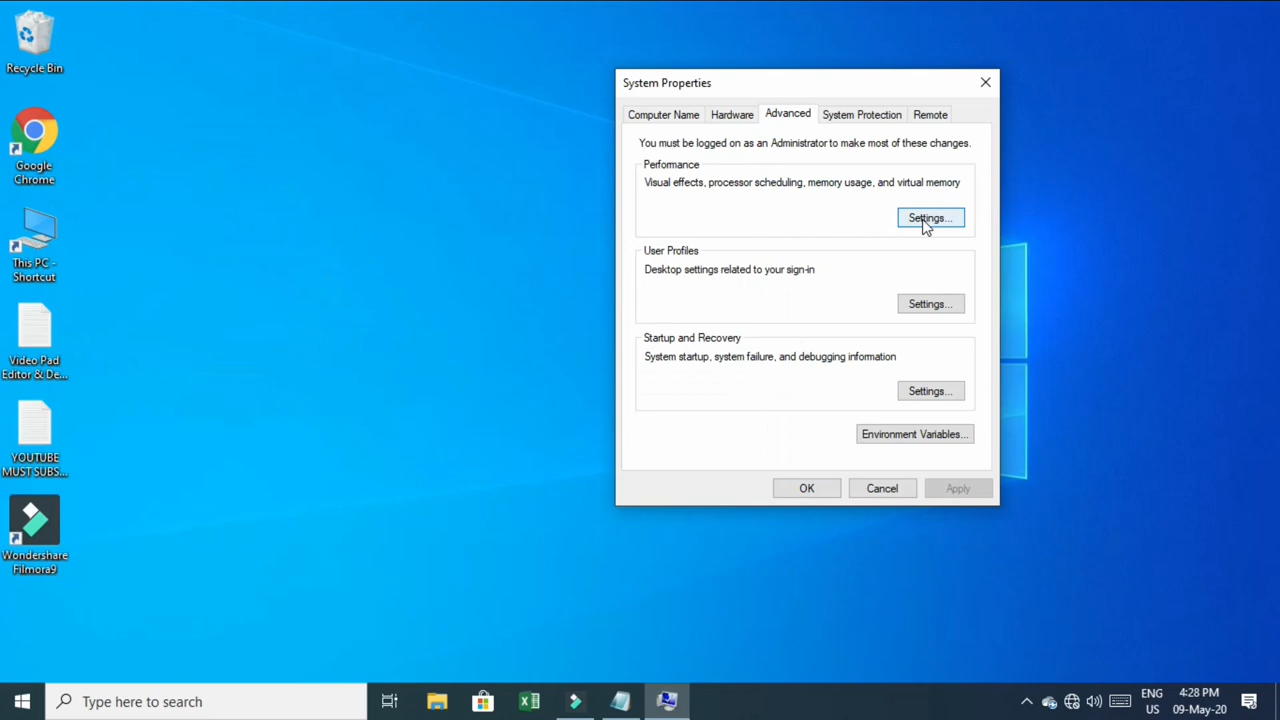 Recycle Bin
Google
Chrome
This PC -
Shortcut
Video Pad
Editor & De...
YOUTUBE
MUST SUBS...
Wondershare
Filmora9
System Properties
Computer Name Hardware Advanced System Protection Remote
You must be logged on as an Administrator to make most of these changes.
Performance
Visual effects, processor scheduling, memory usage, and virtual memory
Settings...
User Profiles
Desktop settings related to your sign-in
Settings...
Startup and Recovery
System startup, system failure, and debugging information
Settings...
Environment Variables...
OK Cancel Apply
Type here to search
ENG 4:28 PM
US 09-May-20